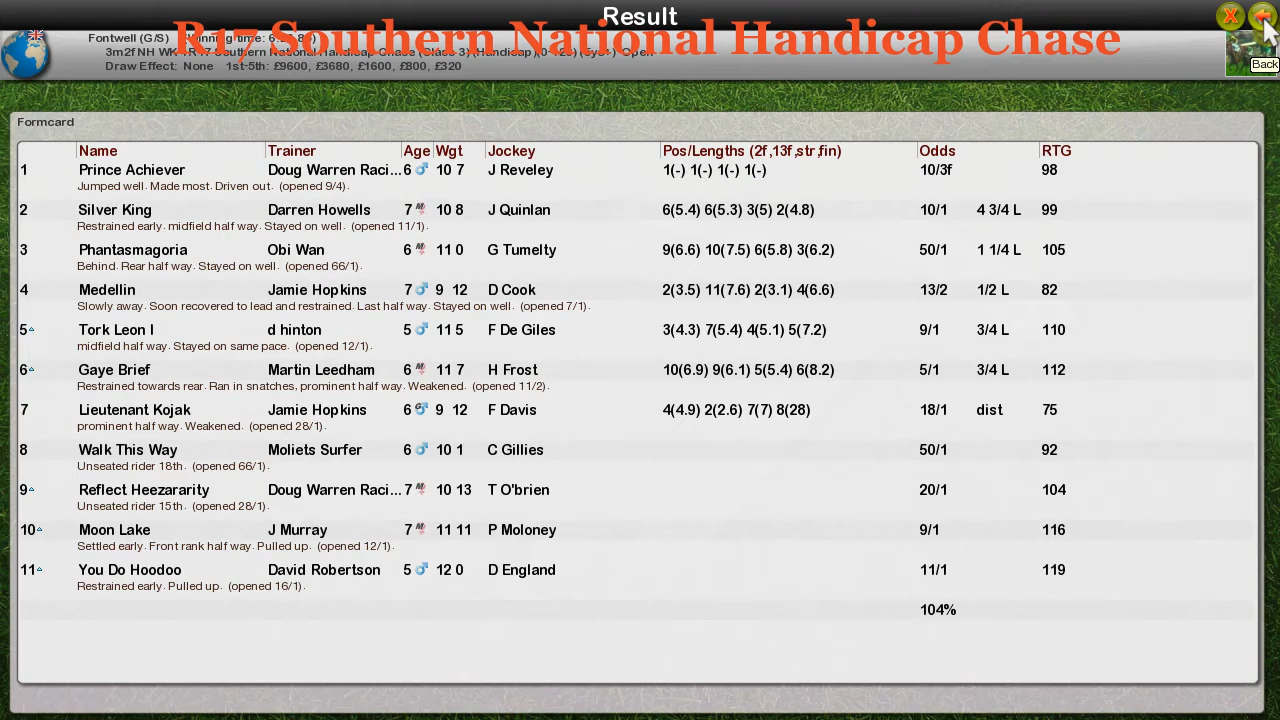 Result
R17 Southern National Handicap Chase
Fontwell (G/S) Winning time:
3m2f NH WK
Draw Effect: None 1st-5th: £9600, £3680, £1600, £800, £320
Back
Formcard
Name Trainer Age Wgt Jockey Pos/Lengths (2f,13f,str,fin) Odds RTG
1 Prince Achiever Doug Warren Raci... 6 10 7 J Reveley 1(-) 1(-) 1(-) 1(-) 10/3f 98
Jumped well. Made most. Driven out. (opened 9/4).
2 Silver King Darren Howells 7 10 8 J Quinlan 6(5.4) 6(5.3) 3(5) 2(4.8) 10/1 4 3/4 L 99
Restrained early. midfield half way. Stayed on well. (opened 11/1).
3 Phantasmagoria Obi Wan 6 11 0 G Tumelty 9(6.6) 10(7.5) 6(5.8) 3(6.2) 50/1 1 1/4 L 105
Behind. Rear half way. Stayed on well. (opened 66/1).
4 Medellin Jamie Hopkins 7 9 12 D Cook 2(3.5) 11(7.6) 2(3.1) 4(6.6) 13/2 1/2 L 82
Slowly away. Soon recovered to lead and restrained. Last half way. Stayed on well. (opened 7/1).
5 Tork Leon I d hinton 5 11 5 F De Giles 3(4.3) 7(5.4) 4(5.1) 5(7.2) 9/1 3/4 L 110
midfield half way. Stayed on same pace. (opened 12/1).
6 Gaye Brief Martin Leedham 6 11 7 H Frost 10(6.9) 9(6.1) 5(5.4) 6(8.2) 5/1 3/4 L 112
Restrained towards rear. Ran in snatches, prominent half way. Weakened. (opened 11/2).
7 Lieutenant Kojak Jamie Hopkins 6 9 12 F Davis 4(4.9) 2(2.6) 7(7) 8(28) 18/1 dist 75
prominent half way. Weakened. (opened 28/1).
8 Walk This Way Moliets Surfer 6 10 1 C Gillies 50/1 92
Unseated rider 18th. (opened 66/1).
9 Reflect Heezararity Doug Warren Raci... 7 10 13 T O'brien 20/1 104
Unseated rider 15th. (opened 28/1).
10 Moon Lake J Murray 7 11 11 P Moloney 9/1 116
Settled early. Front rank half way. Pulled up. (opened 12/1).
11 You Do Hoodoo David Robertson 5 12 0 D England 11/1 119
Restrained early. Pulled up. (opened 16/1).
104%